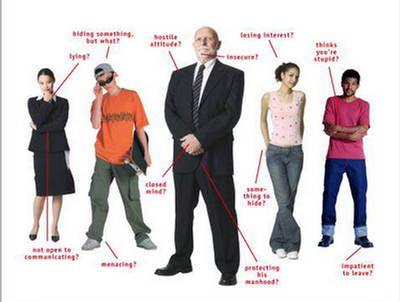 hiding something,
but what?
lying?
hostile
attitude?
losing interest?
insecure?
thinks
you're
stupid?
closed
mind?
some-
thing
to hide?
not open to
communicating?
menacing?
protecting
his
manhood?
impatient
to leave?